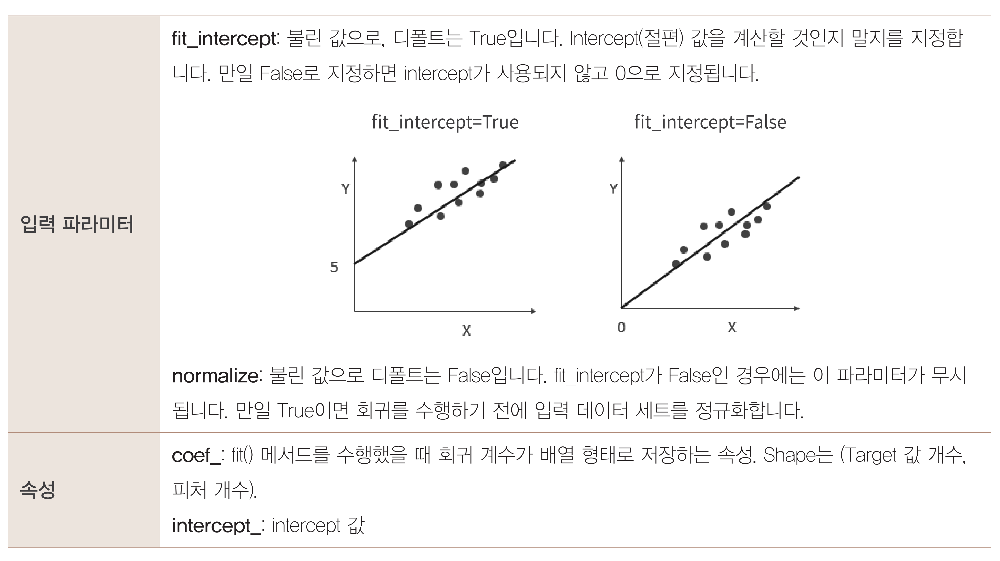 입력 파라미터
fit_intercept: 불린 값으로, 디폴트는 True입니다. Intercept(절편) 값을 계산할 것인지 말지를 지정합
니다. 만일 False로 지정하면 intercept가 사용되지 않고 0으로 지정됩니다.
fit_intercept=True
Y
5
X
fit_intercept=False
Y
0
X
normalize: 불린 값으로 디폴트는 False입니다. fit_intercept가 False인 경우에는 이 파라미터가 무시
됩니다. 만일 True이면 회귀를 수행하기 전에 입력 데이터 세트를 정규화합니다.
속성
coef_: fit() 메서드를 수행했을 때 회귀 계수가 배열 형태로 저장하는 속성. Shape는 (Target 값 개수,
피처 개수).
intercept_: intercept 값